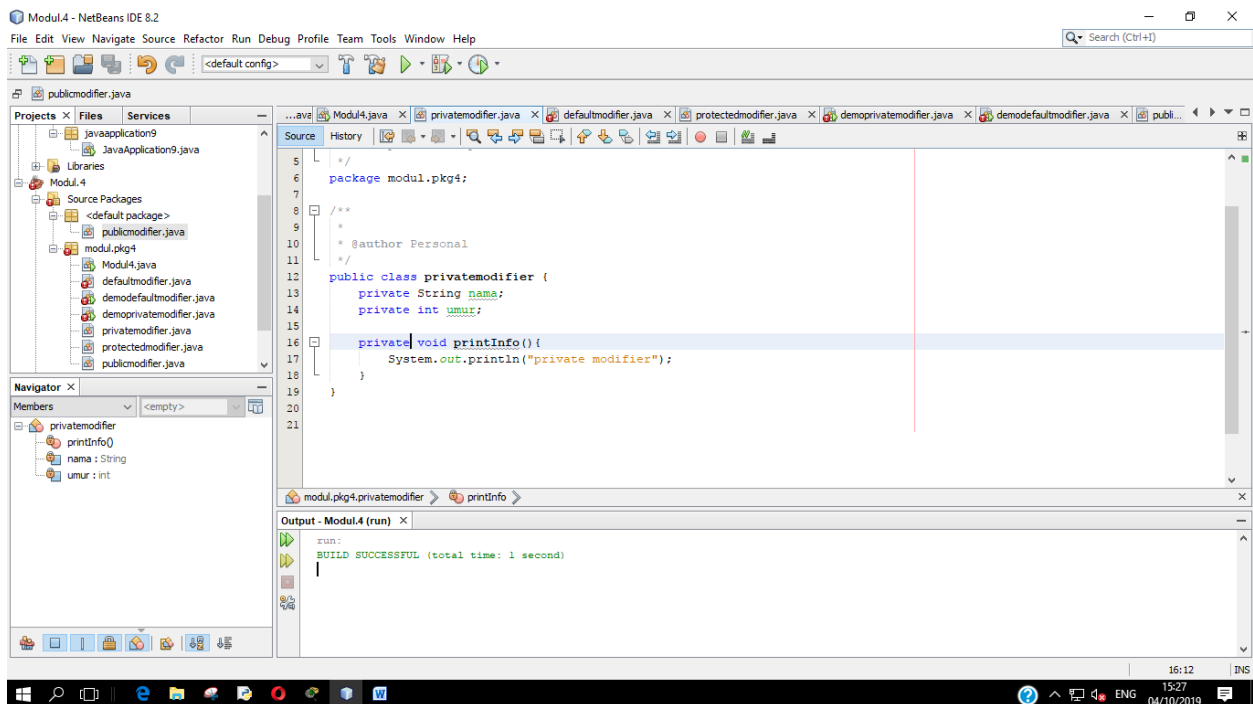 Modul.4 - NetBeans IDE 8.2
File Edit View Navigate Source Refactor Run Debug Profile Team Tools Window Help
Search (Ctrl+I)
<default config>
publicmodifier.java
Projects Files Services
javaapplication9
JavaApplication9.java
Libraries
Modul.4
Source Packages
<default package>
publicmodifier.java
modul.pkg4
Modul4.java
defaultmodifier.java
demodefaultmodifier.java
demoprivatemodifier.java
privatemodifier.java
protectedmodifier.java
publicmodifier.java
Navigator
Members <empty>
privatemodifier
printInfo()
nama : String
umur : int
...ava Modul4.java privatemodifier.java defaultmodifier.java protectedmodifier.java demoprivatemodifier.java demodefaultmodifier.java publi...
Source History
5 */
6 package modul.pkg4;
7
8 /**
9 *
10 * @author Personal
11 */
12 public class privatemodifier {
13 private String nama;
14 private int umur;
15
16 private void printInfo(){
17 System.out.println("private modifier");
18 }
19 }
20
21
modul.pkg4.privatemodifier printInfo
Output - Modul.4 (run)
run:
BUILD SUCCESSFUL (total time: 1 second)
16:12 INS
ENG
15:27
04/10/2019